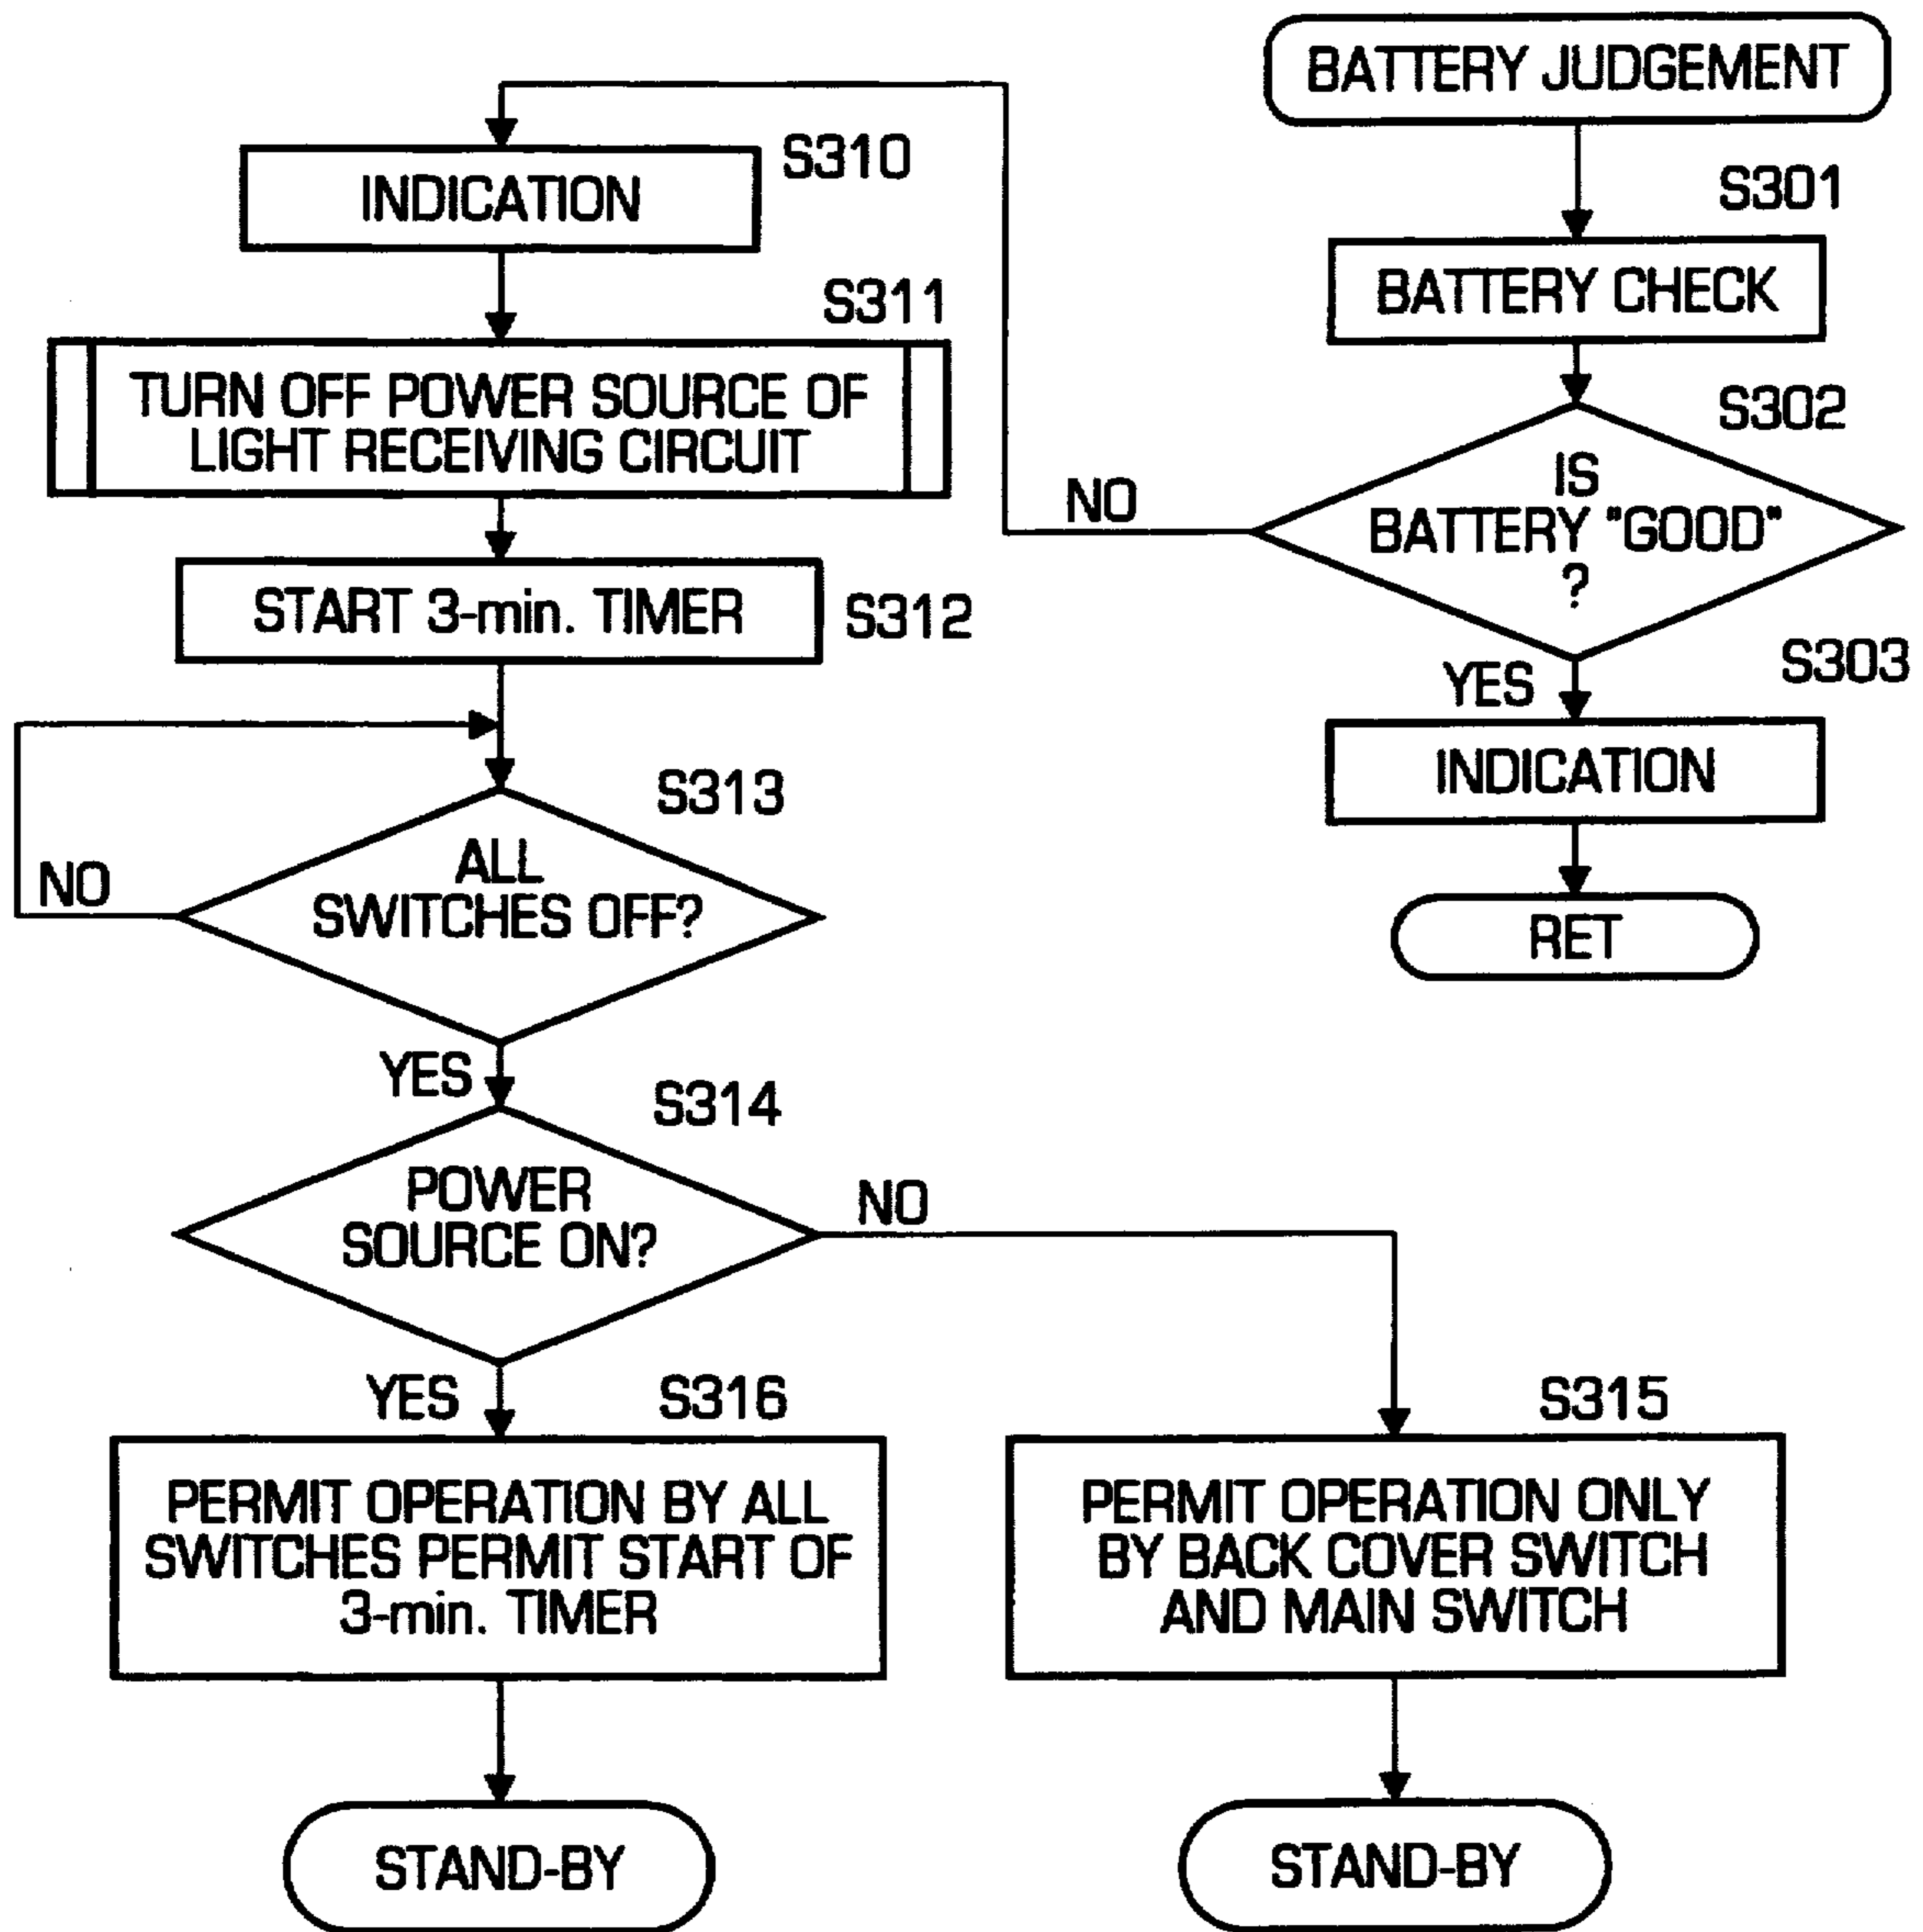 BATTERY JUDGEMENT
S301
BATTERY CHECK
S302
IS
BATTERY "GOOD"
?
NO
YES
S303
INDICATION
RET
S310
INDICATION
S311
TURN OFF POWER SOURCE OF
LIGHT RECEIVING CIRCUIT
START 3-min. TIMER
S312
S313
ALL
SWITCHES OFF?
NO
YES
S314
POWER
SOURCE ON?
NO
YES
S316
PERMIT OPERATION BY ALL
SWITCHES PERMIT START OF
3-min. TIMER
STAND-BY
S315
PERMIT OPERATION ONLY
BY BACK COVER SWITCH
AND MAIN SWITCH
STAND-BY